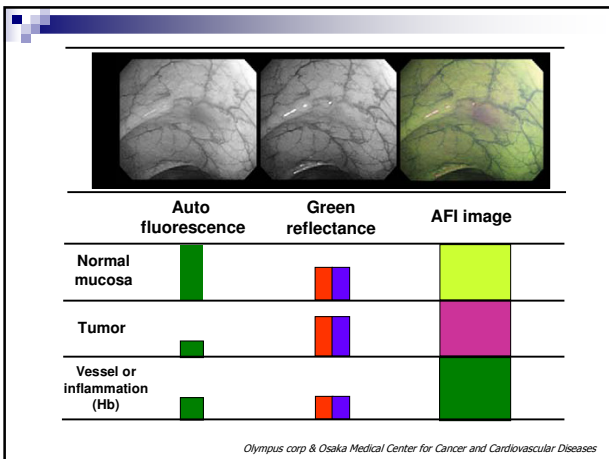 Auto
fluorescence
Green
reflectance
AFI image
Normal
mucosa
Tumor
Vessel or
inflammation
(Hb)
Olympus corp & Osaka Medical Center for Cancer and Cardiovascular Diseases